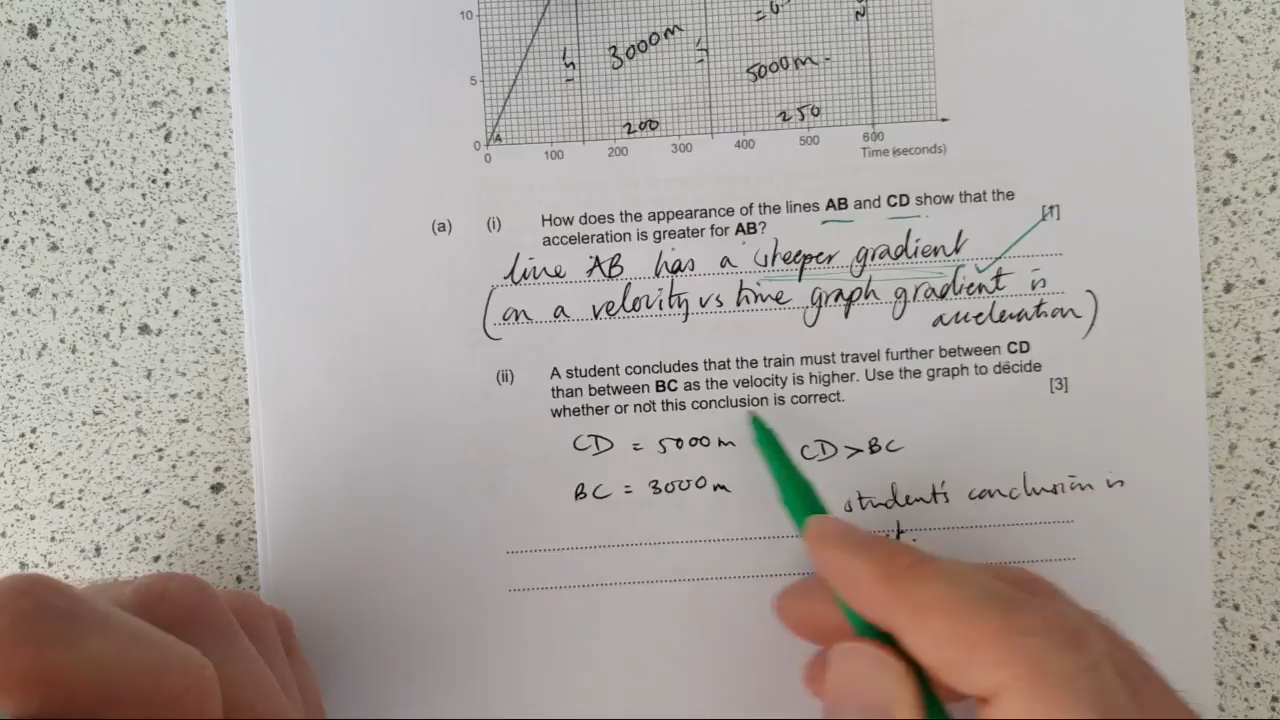 10
3000m
5
5000m.
200
250
A
0
0 100 200 300 400 500 600
Time (seconds)
(a) (i) How does the appearance of the lines AB and CD show that the
acceleration is greater for AB? [1]
line AB has a steeper gradient
(on a velocity vs time graph gradient is
acceleration)
(ii) A student concludes that the train must travel further between CD
than between BC as the velocity is higher. Use the graph to decide
whether or not this conclusion is correct. [3]
CD = 5000m CD > BC
BC = 3000m
student's conclusion is